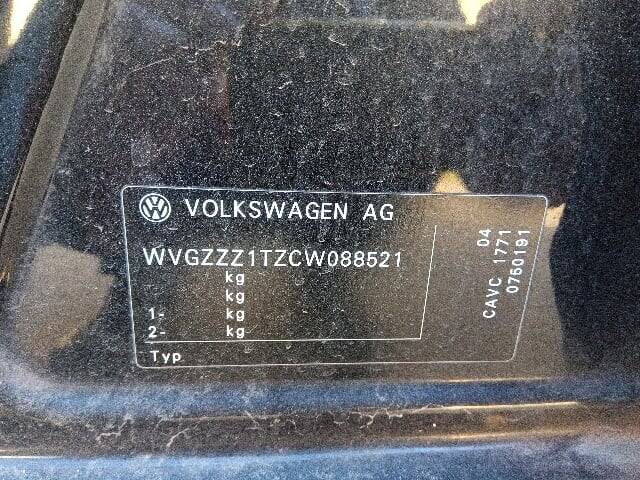 VOLKSWAGEN AG
WVGZZZ1TZCW088521
kg
kg
1- kg
2- kg
Typ
04
CAVC 1771
0760191